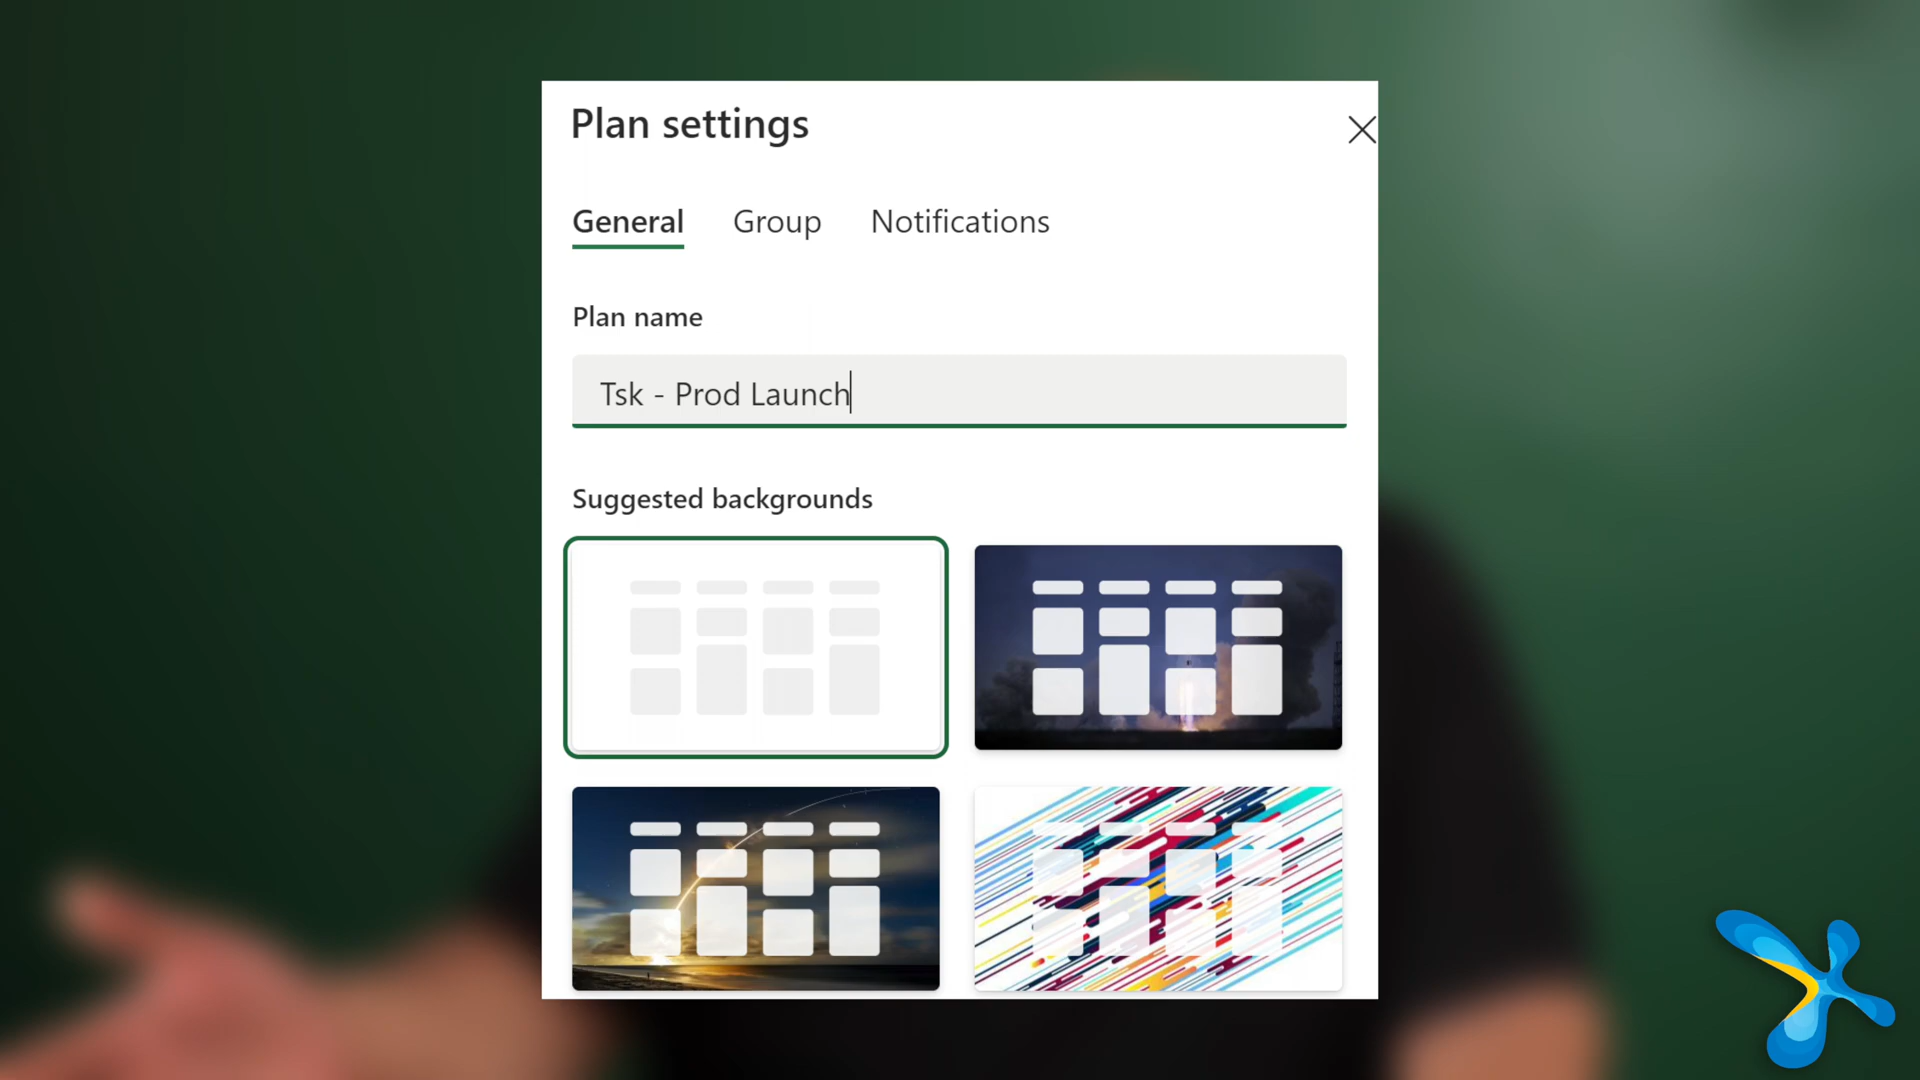 Plan settings
General Group Notifications
Plan name
Tsk - Prod Launch
Suggested backgrounds